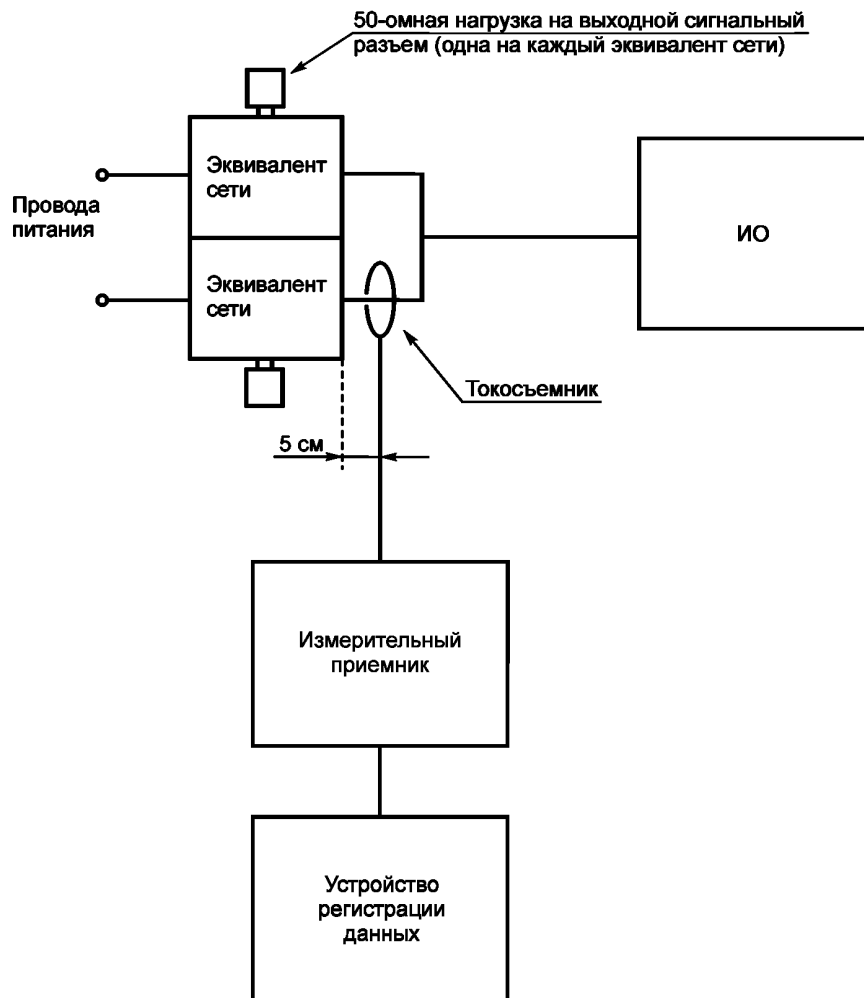 50-омная нагрузка на выходной сигнальный
разъем (одна на каждый эквивалент сети)
Эквивалент
сети
Провода
питания
ИО
Эквивалент
сети
Токосъемник
5 см
Измерительный
приемник
Устройство
регистрации
данных